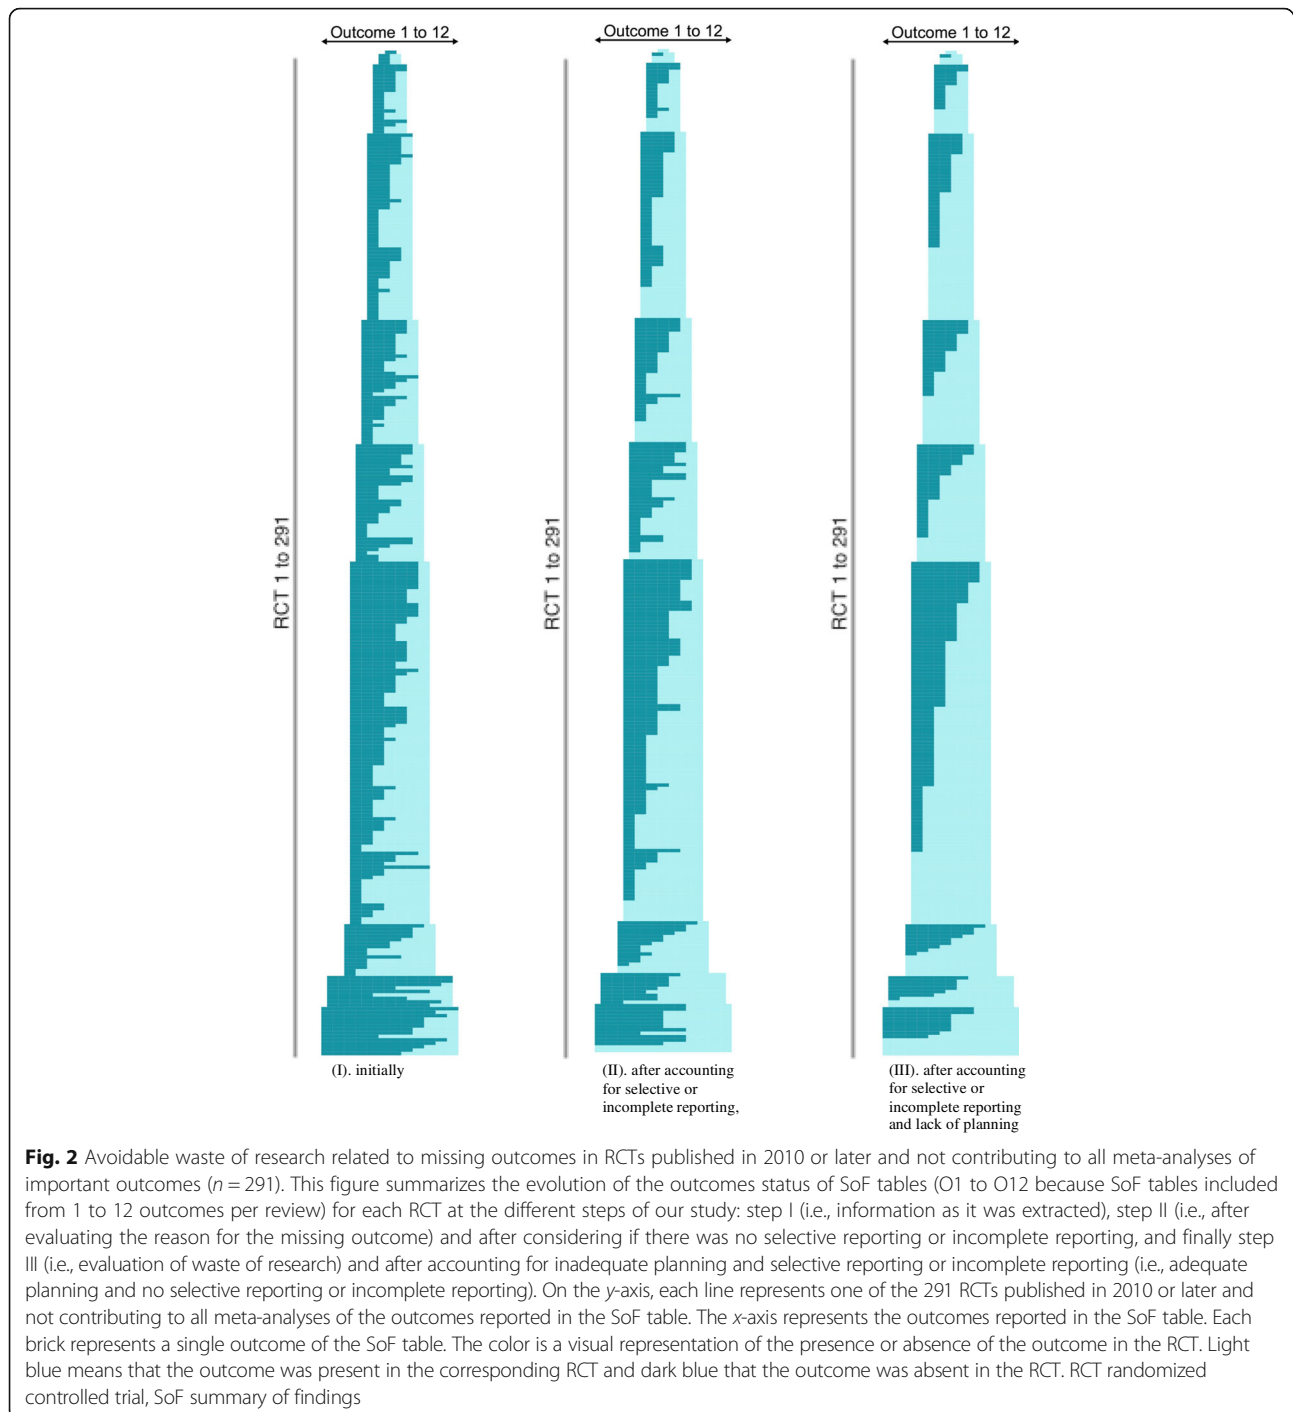 Outcome 1 to 12
Outcome 1 to 12
Outcome 1 to 12
RCT 1 to 291
RCT 1 to 291
RCT 1 to 291
(I). initially
(II). after accounting
for selective or
incomplete reporting,
(III). after accounting
for selective or
incomplete reporting
and lack of planning
Fig. 2 Avoidable waste of research related to missing outcomes in RCTs published in 2010 or later and not contributing to all meta-analyses of
important outcomes (n = 291). This figure summarizes the evolution of the outcomes status of SoF tables (O1 to O12 because SoF tables included
from 1 to 12 outcomes per review) for each RCT at the different steps of our study: step I (i.e., information as it was extracted), step II (i.e., after
evaluating the reason for the missing outcome) and after considering if there was no selective reporting or incomplete reporting, and finally step
III (i.e., evaluation of waste of research) and after accounting for inadequate planning and selective reporting or incomplete reporting (i.e., adequate
planning and no selective reporting or incomplete reporting). On the y-axis, each line represents one of the 291 RCTs published in 2010 or later and
not contributing to all meta-analyses of the outcomes reported in the SoF table. The x-axis represents the outcomes reported in the SoF table. Each
brick represents a single outcome of the SoF table. The color is a visual representation of the presence or absence of the outcome in the RCT. Light
blue means that the outcome was present in the corresponding RCT and dark blue that the outcome was absent in the RCT. RCT randomized
controlled trial, SoF summary of findings